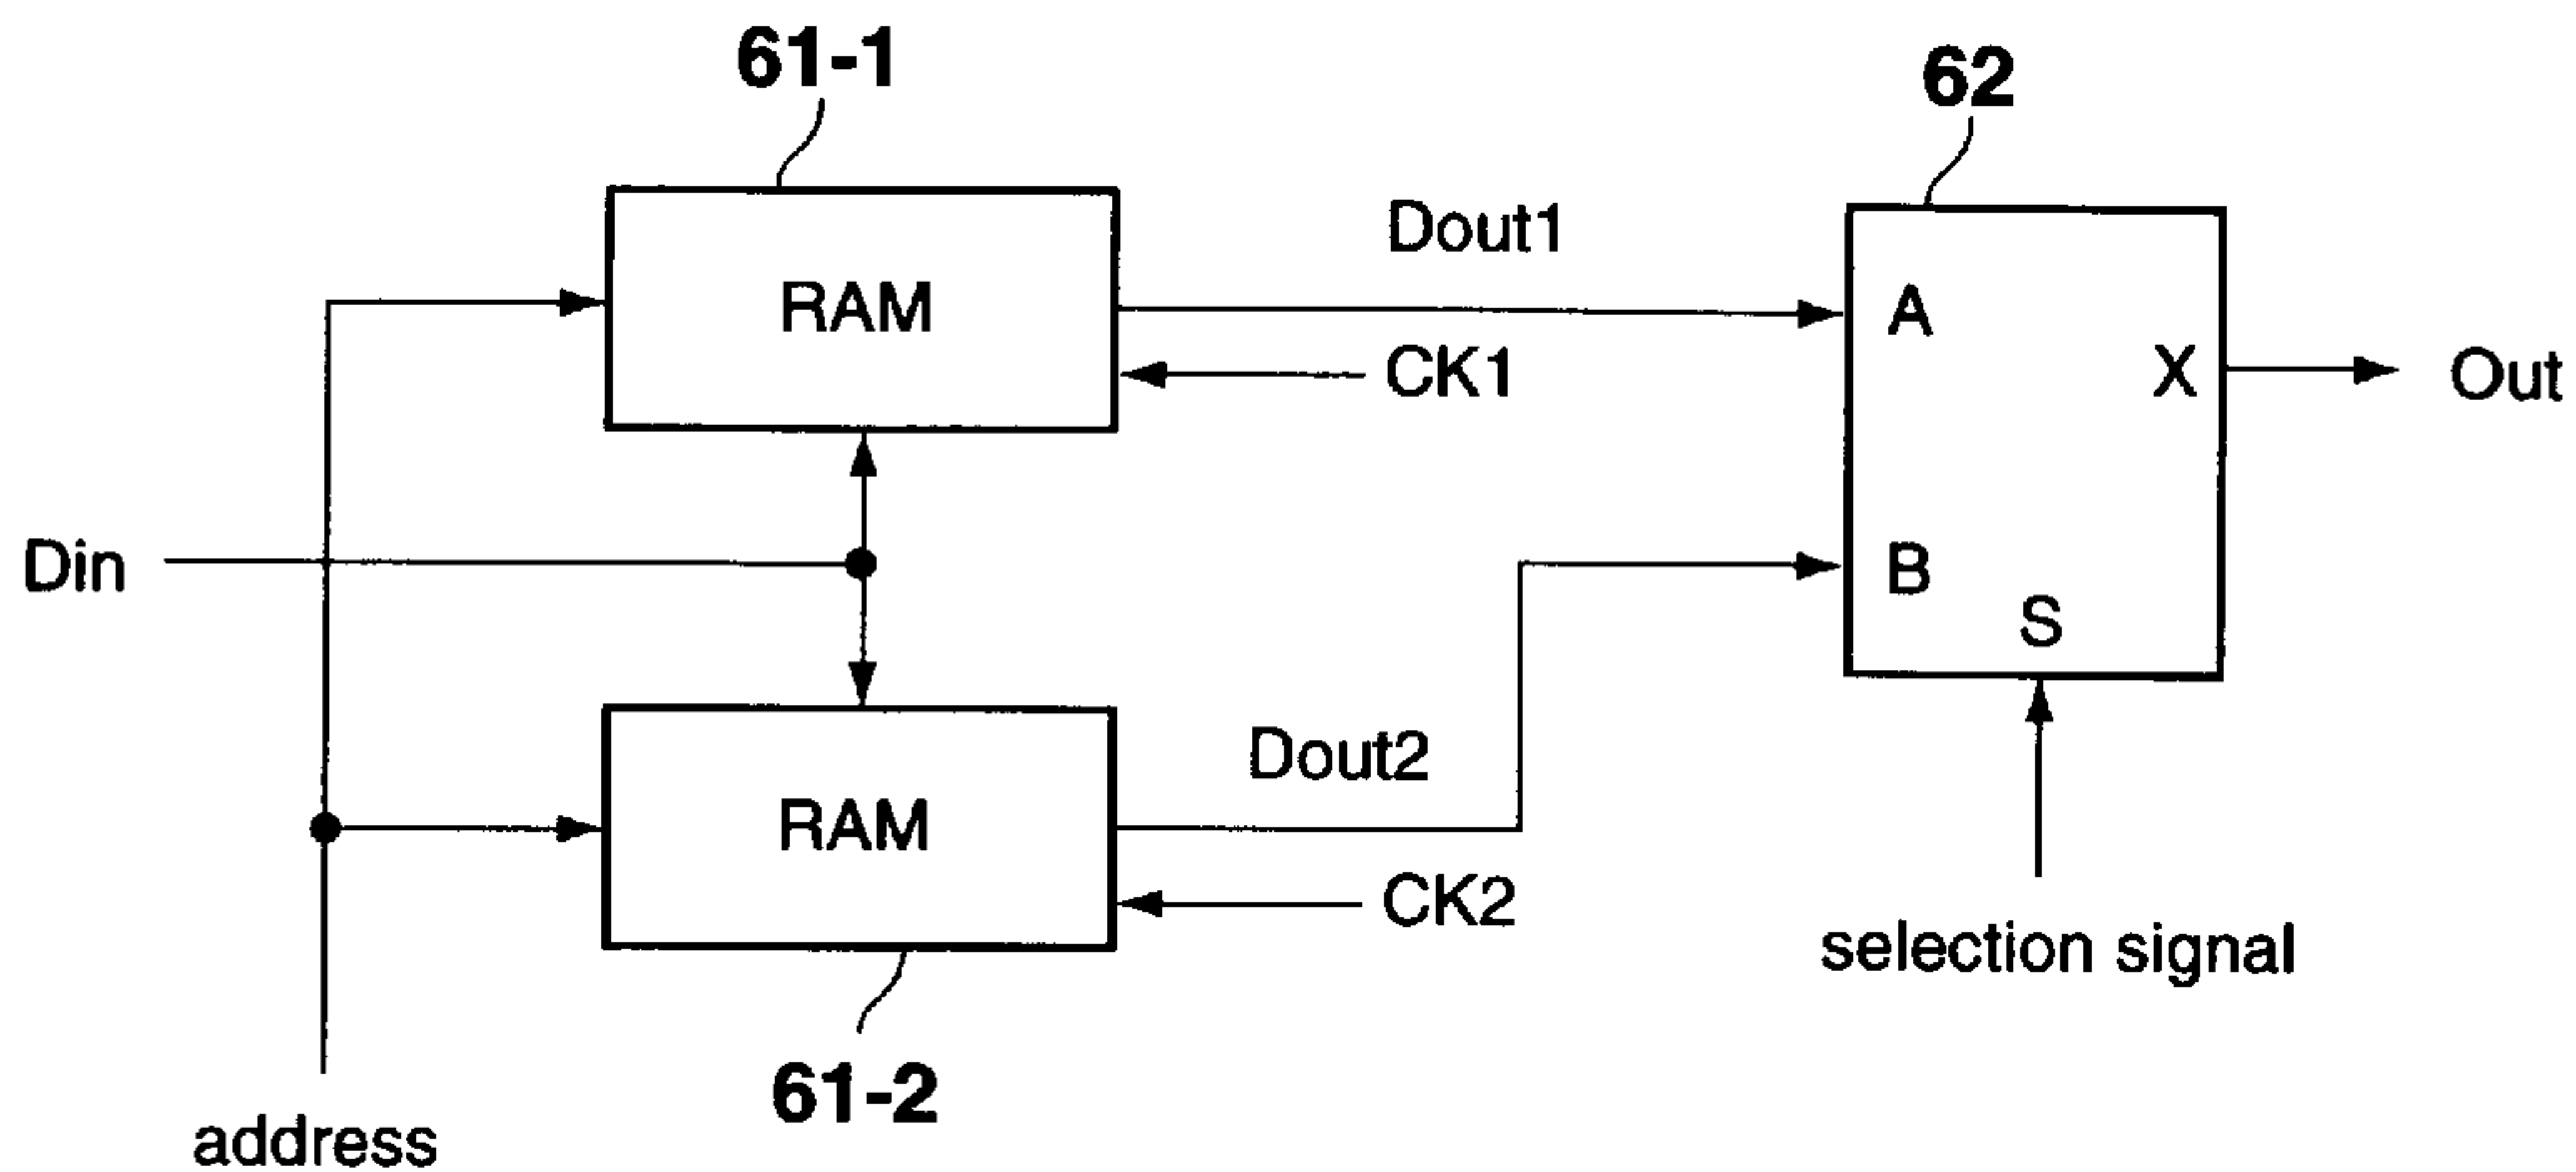 61-1
62
Dout1
RAM
A
CK1
X
Out
Din
B
S
Dout2
RAM
CK2
selection signal
61-2
address